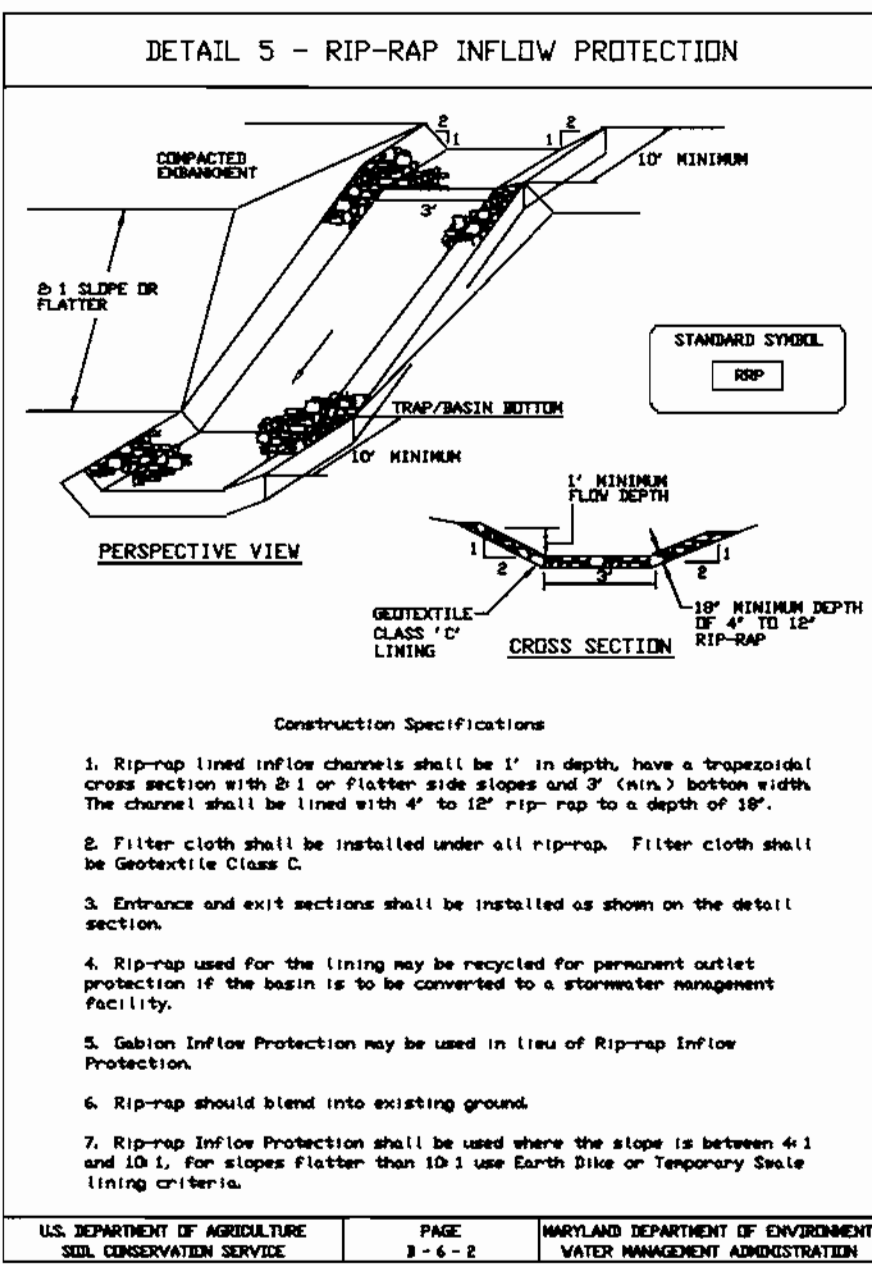 DETAIL 5 - RIP-RAP INFLOW PROTECTION
2
1
1
2
COMPACTED
EMBANKMENT
10' MINIMUM
3'
2:1 SLOPE OR
FLATTER
STANDARD SYMBOL
RRP
TRAP/BASIN BOTTOM
10' MINIMUM
PERSPECTIVE VIEW
1' MINIMUM
FLOW DEPTH
1
2
3'
1
2
GEOTEXTILE
CLASS 'C'
LINING
CROSS SECTION
18" MINIMUM DEPTH
OF 4" TO 12"
RIP-RAP
Construction Specifications
1. Rip-rap lined inflow channels shall be 1' in depth, have a trapezoidal
cross section with 2:1 or flatter side slopes and 3' (min.) bottom width.
The channel shall be lined with 4" to 12" rip- rap to a depth of 18".
2. Filter cloth shall be installed under all rip-rap. Filter cloth shall
be Geotextile Class C.
3. Entrance and exit sections shall be installed as shown on the detail
section.
4. Rip-rap used for the lining may be recycled for permanent outlet
protection if the basin is to be converted to a stormwater management
facility.
5. Gabion Inflow Protection may be used in lieu of Rip-rap Inflow
Protection.
6. Rip-rap should blend into existing ground.
7. Rip-rap Inflow Protection shall be used where the slope is between 4:1
and 10:1, for slopes flatter than 10:1 use Earth Dike or Temporary Swale
lining criteria.
U.S. DEPARTMENT OF AGRICULTURE
SOIL CONSERVATION SERVICE
PAGE
B - 6 - 2
MARYLAND DEPARTMENT OF ENVIRONMENT
WATER MANAGEMENT ADMINISTRATION